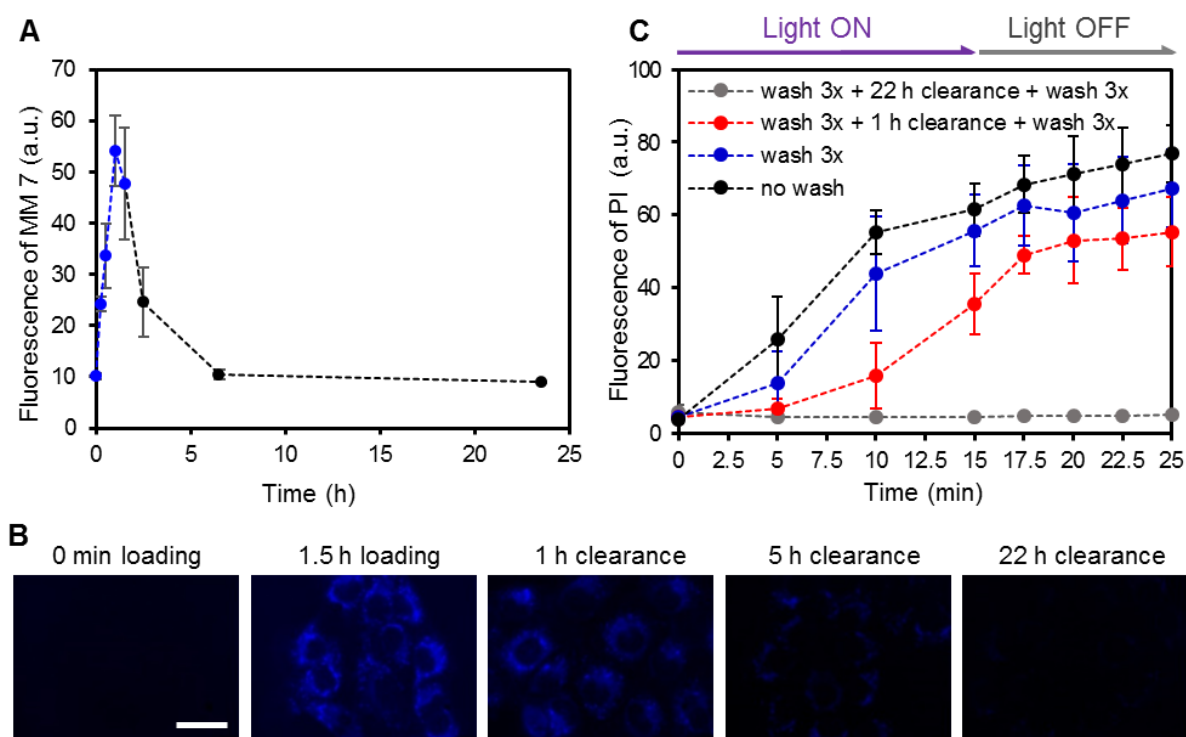 A
Fluorescence of MM 7 (a.u.)
70
60
50
40
30
20
10
0
0 5 10 15 20 25
Time (h)
C
Light ON Light OFF
Fluorescence of PI (a.u.)
100
80
60
40
20
0
wash 3x + 22 h clearance + wash 3x
wash 3x + 1 h clearance + wash 3x
wash 3x
no wash
0 2.5 5 7.5 10 12.5 15 17.5 20 22.5 25
Time (min)
B
0 min loading 1.5 h loading 1 h clearance 5 h clearance 22 h clearance